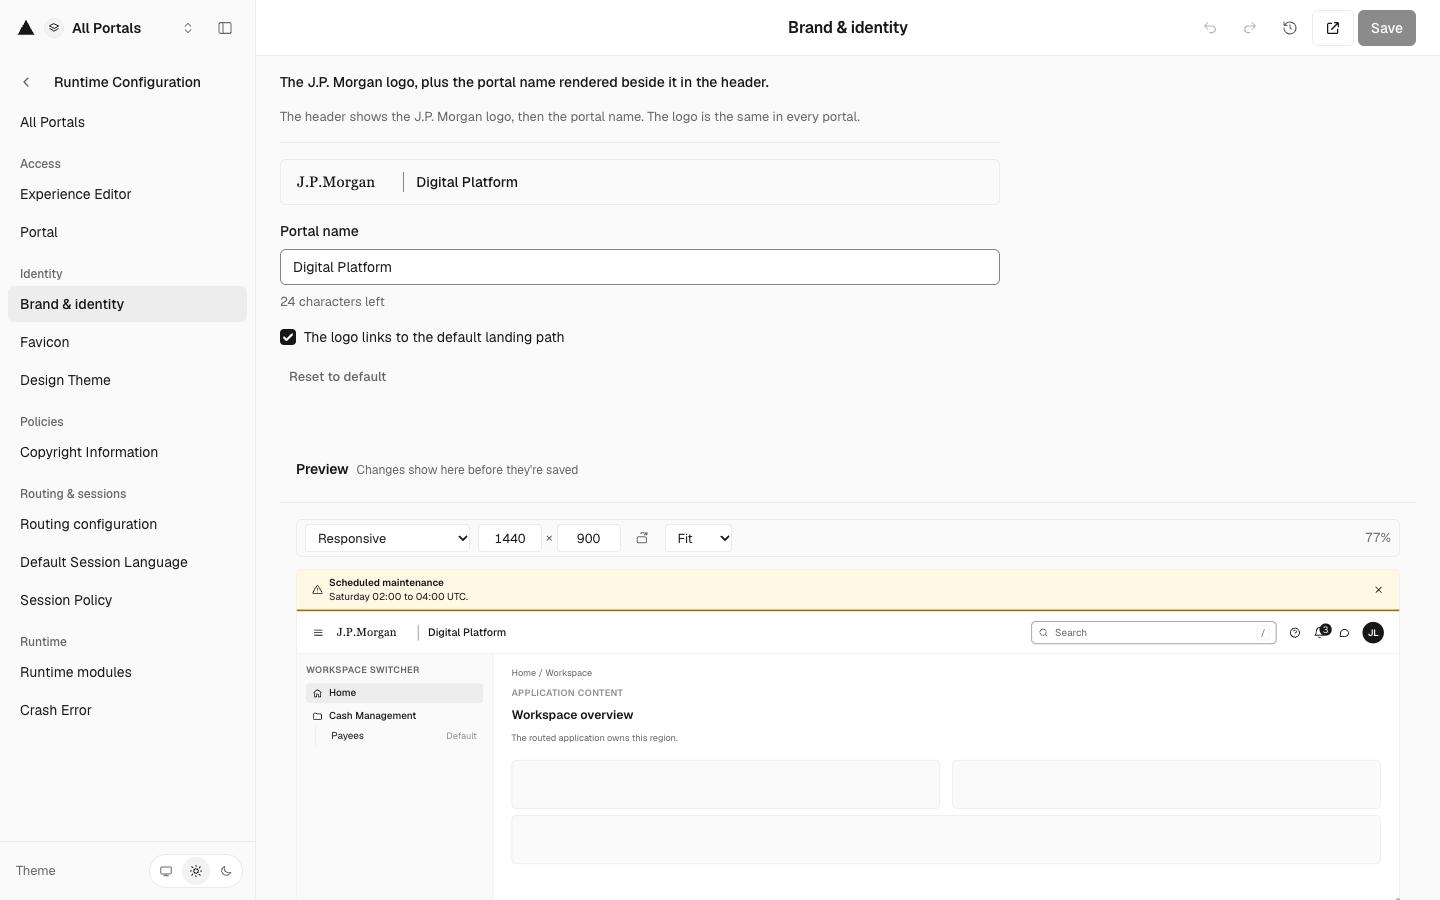 All Portals
Brand & identity
Save
Runtime Configuration
All Portals
Access
Experience Editor
Portal
Identity
Brand & identity
Favicon
Design Theme
Policies
Copyright Information
Routing & sessions
Routing configuration
Default Session Language
Session Policy
Runtime
Runtime modules
Crash Error
Theme
The J.P. Morgan logo, plus the portal name rendered beside it in the header.
The header shows the J.P. Morgan logo, then the portal name. The logo is the same in every portal.
J.P.Morgan Digital Platform
Portal name
Digital Platform
24 characters left
The logo links to the default landing path
Reset to default
Preview Changes show here before they're saved
Responsive 1440 × 900 Fit 77%
Scheduled maintenance
Saturday 02:00 to 04:00 UTC.
J.P.Morgan Digital Platform Search / 3 JL
WORKSPACE SWITCHER
Home
Cash Management
Payees Default
Home / Workspace
APPLICATION CONTENT
Workspace overview
The routed application owns this region.